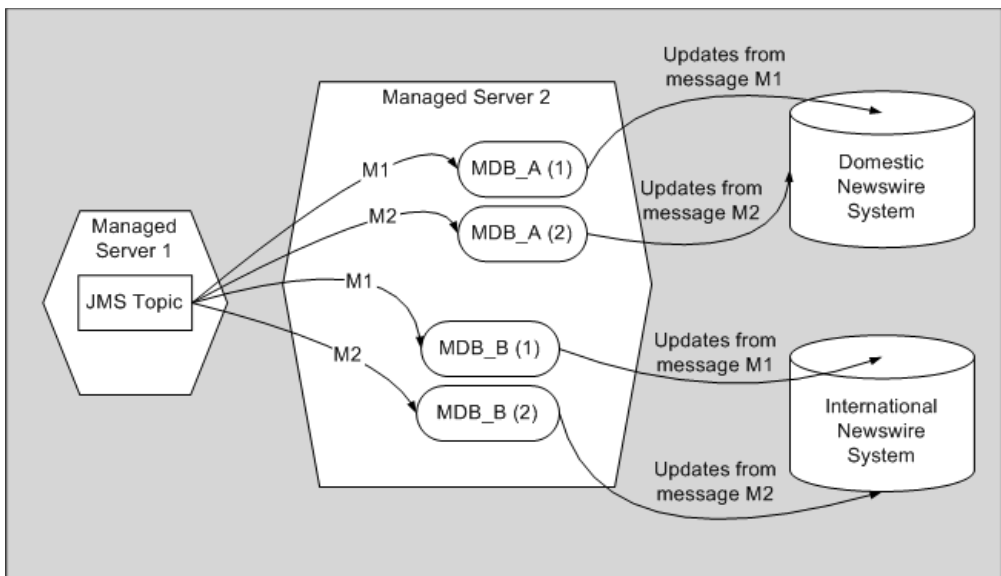 Managed
Server 1
JMS Topic
M1
M2
M1
M2
Managed Server 2
MDB_A (1)
MDB_A (2)
MDB_B (1)
MDB_B (2)
Updates from
message M1
Updates from
message M2
Domestic
Newswire
System
Updates from
message M1
Updates from
message M2
International
Newswire
System